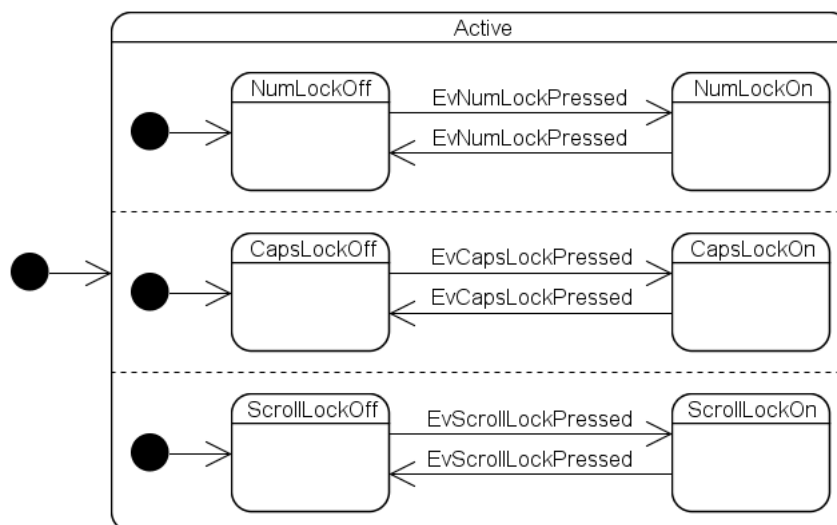 Active
NumLockOff
EvNumLockPressed
NumLockOn
EvNumLockPressed
CapsLockOff
EvCapsLockPressed
CapsLockOn
EvCapsLockPressed
ScrollLockOff
EvScrollLockPressed
ScrollLockOn
EvScrollLockPressed